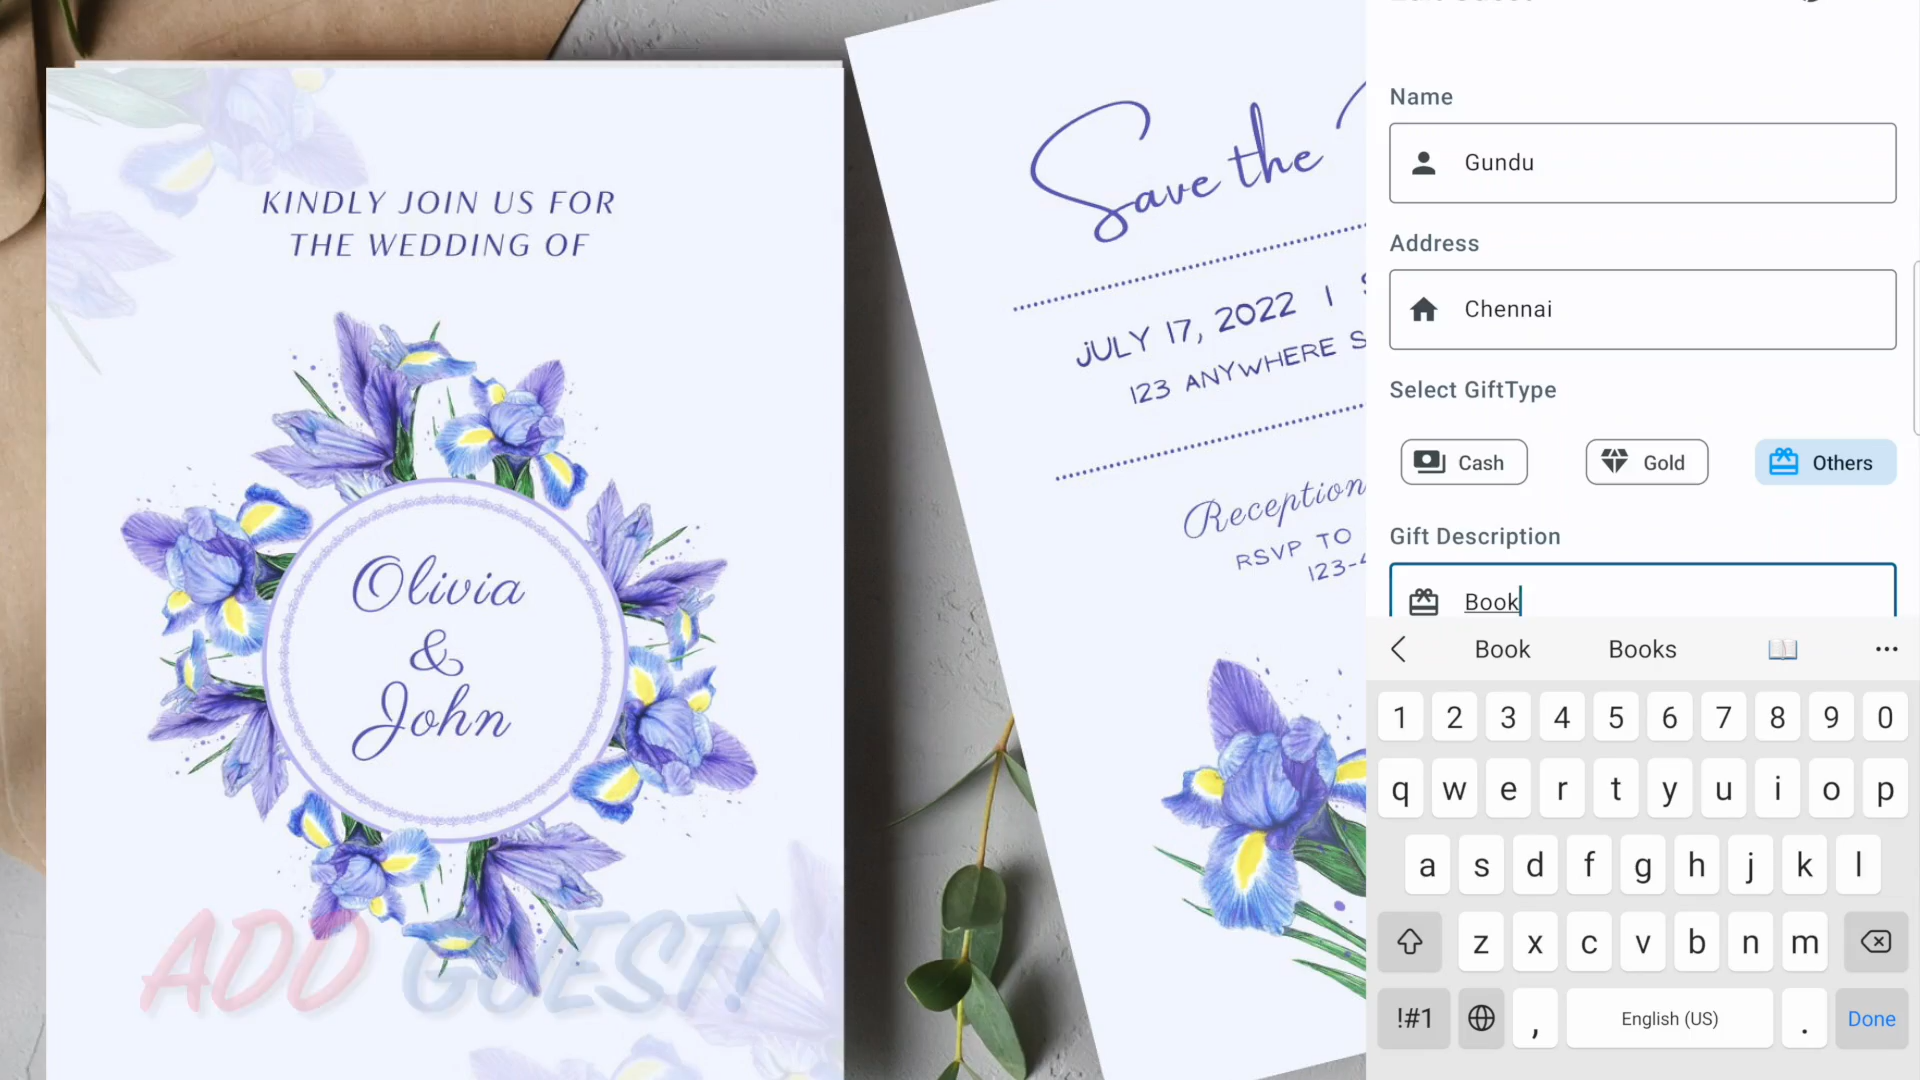 KINDLY JOIN US FOR
THE WEDDING OF
Olivia
&
John
ADD GUEST!
Save the
JULY 17, 2022 |
123 ANYWHERE
Reception
RSVP TO
Name
Gundu
Address
Chennai
Select GiftType
Cash
Gold
Others
Gift Description
Book
Book Books
1 2 3 4 5 6 7 8 9 0
q w e r t y u i o p
a s d f g h j k l
z x c v b n m
!#1 , English (US) . Done